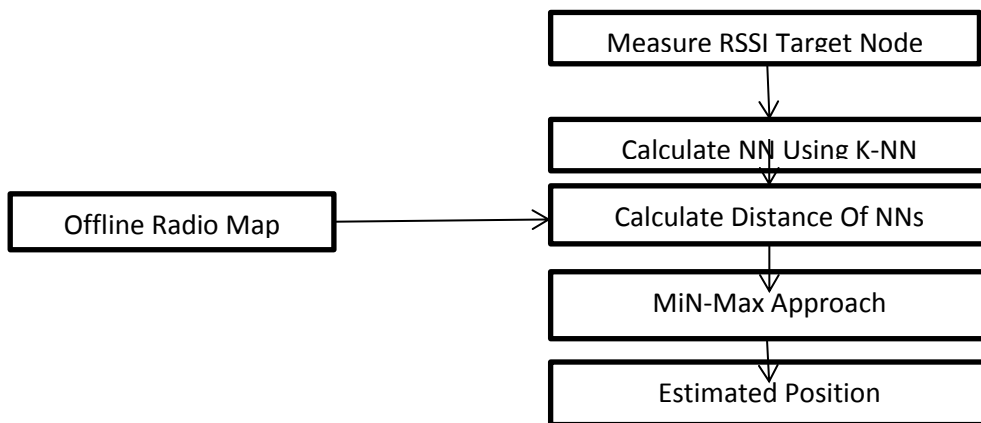 Measure RSSI Target Node
Calculate NN Using K-NN
Offline Radio Map
Calculate Distance Of NNs
MiN-Max Approach
Estimated Position